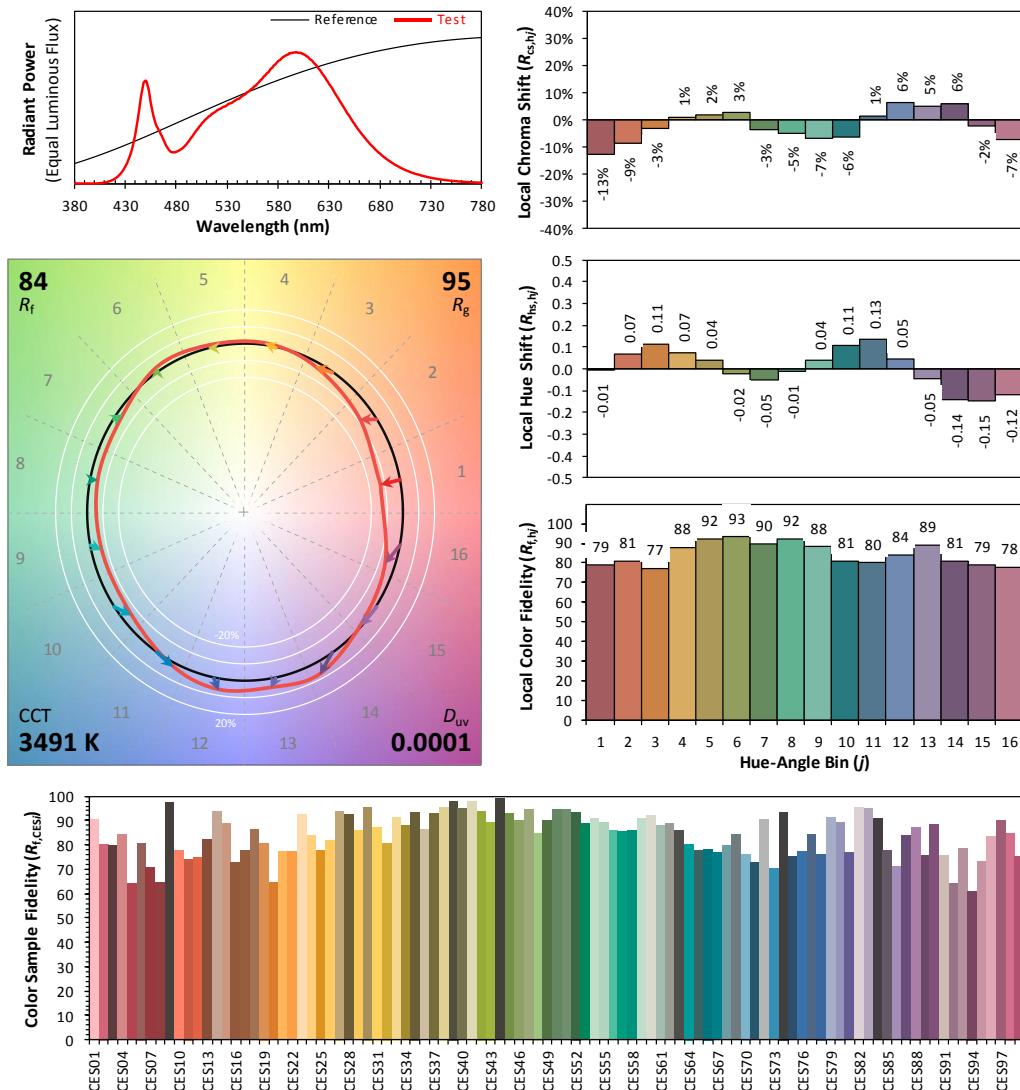 Reference
Test
Radiant Power
(Equal Luminous Flux)
380 430 480 530 580 630 680 730 780
Wavelength (nm)
Local Chroma Shift (Rcs,hj)
40%
30%
20%
10%
0%
-10%
-20%
-30%
-40%
-13% -9% -3% 1% 2% 3% -3% -5% -7% -6% 1% 6% 5% 6% -2% -7%
84
Rf
95
Rg
5 4
6 3
7 2
8 1
9 16
10 15
11 14
12 13
-20%
20%
CCT
3491 K
Duv
0.0001
Local Hue Shift (Rhs,hj)
0.5
0.4
0.3
0.2
0.1
0.0
-0.1
-0.2
-0.3
-0.4
-0.5
-0.01 0.07 0.11 0.07 0.04 -0.02 -0.05 -0.01 0.04 0.11 0.13 0.05 -0.05 -0.14 -0.15 -0.12
Local Color Fidelity (Rf,hj)
100
90
80
70
60
50
40
30
20
10
0
79 81 77 88 92 93 90 92 88 81 80 84 89 81 79 78
1 2 3 4 5 6 7 8 9 10 11 12 13 14 15 16
Hue-Angle Bin (j)
Color Sample Fidelity (Rf,CESi)
100
90
80
70
60
50
40
30
20
10
0
CES01 CES04 CES07 CES10 CES13 CES16 CES19 CES22 CES25 CES28 CES31 CES34 CES37 CES40 CES43 CES46 CES49 CES52 CES55 CES58 CES61 CES64 CES67 CES70 CES73 CES76 CES79 CES82 CES85 CES88 CES91 CES94 CES97